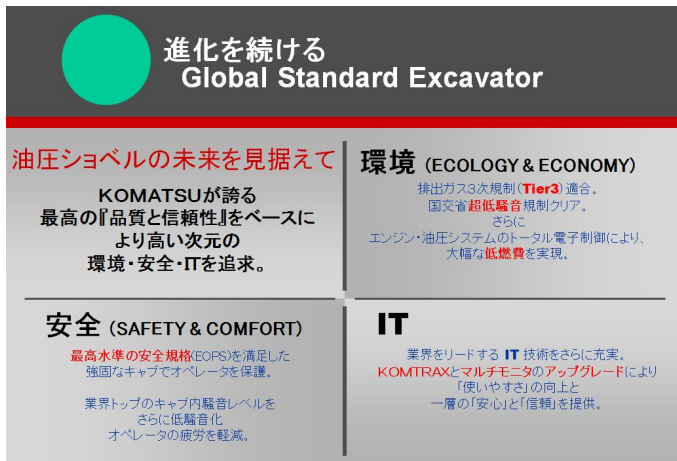 進化を続ける
Global Standard Excavator
油圧ショベルの未来を見据えて
KOMATSUが誇る
最高の『品質と信頼性』をベースに
より高い次元の
環境・安全・ITを追求。
環境 (ECOLOGY & ECONOMY)
排出ガス3次規制(Tier3)適合。
国交省超低騒音規制クリア。
さらに
エンジン・油圧システムのトータル電子制御により、
大幅な低燃費を実現。
安全 (SAFETY & COMFORT)
最高水準の安全規格(EOPS)を満足した
強固なキャブでオペレータを保護。
業界トップのキャブ内騒音レベルを
さらに低騒音化
オペレータの疲労を軽減。
IT
業界をリードする IT 技術をさらに充実。
KOMTRAXとマルチモニタのアップグレードにより
「使いやすさ」の向上と
一層の「安心」と「信頼」を提供。